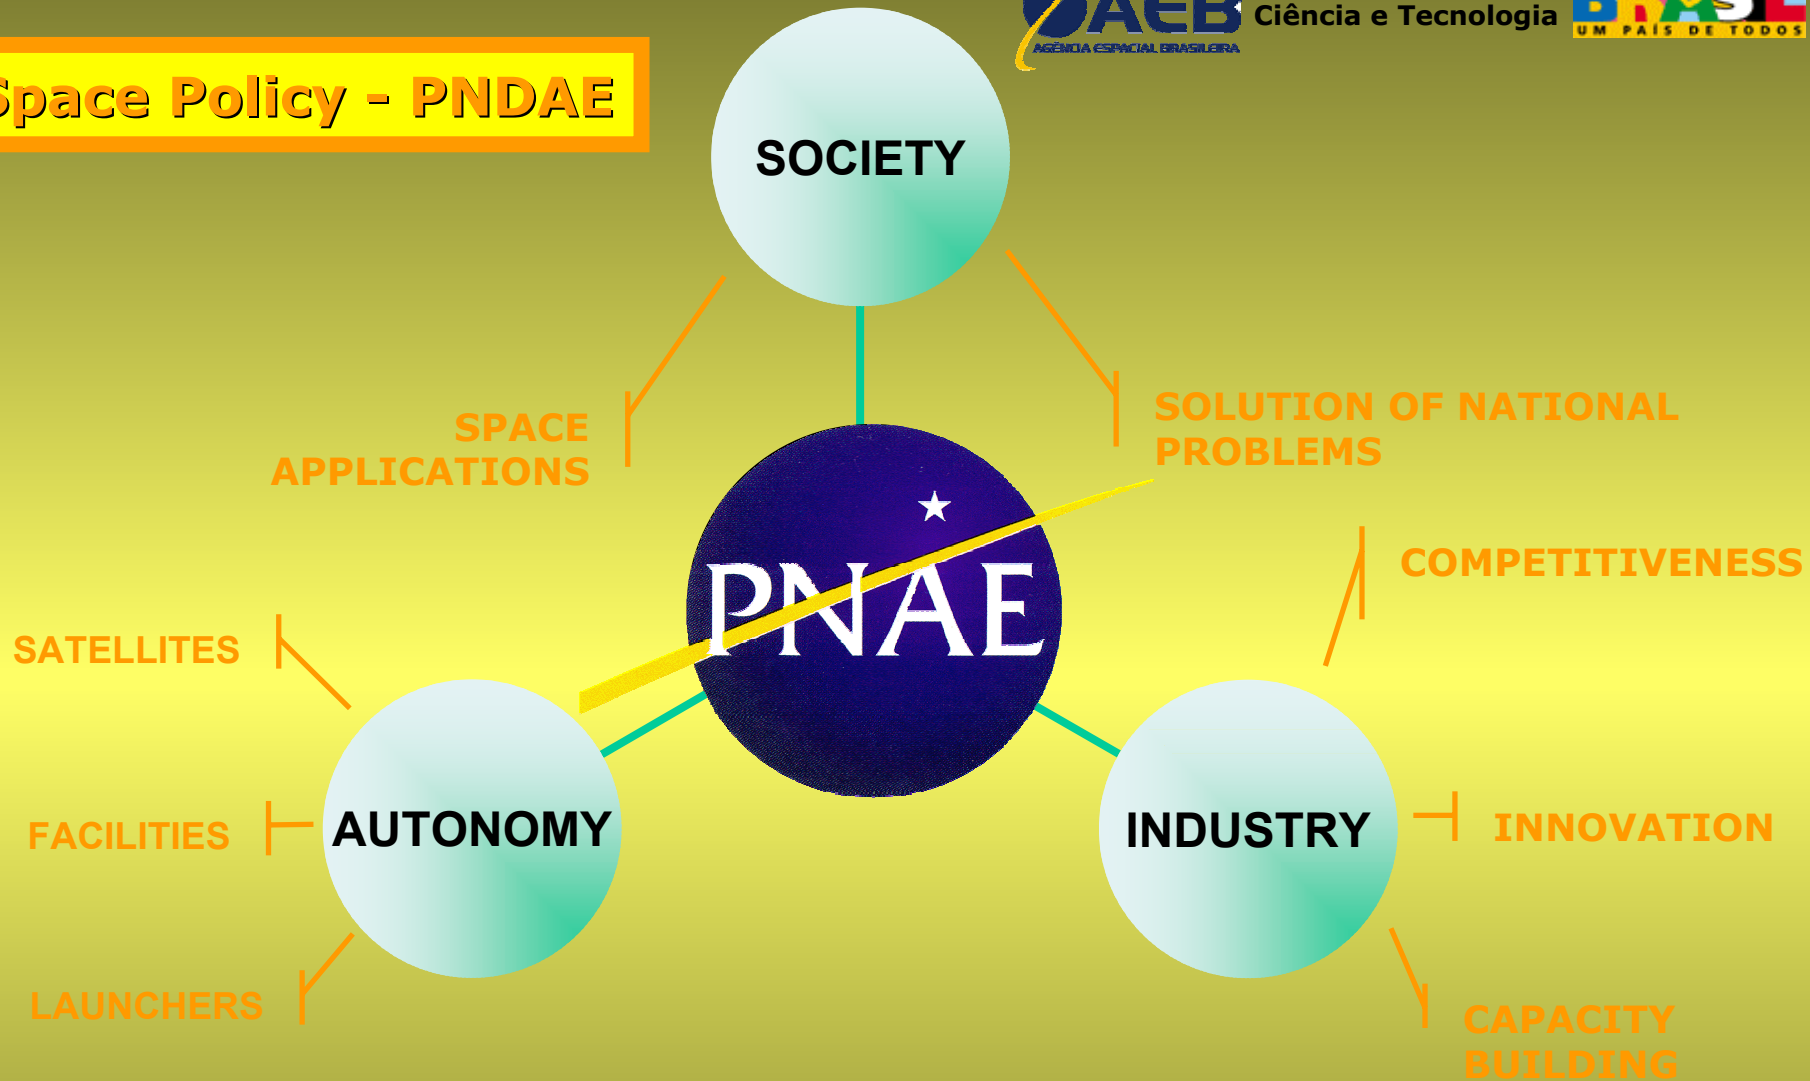 AEB
AGÊNCIA ESPACIAL BRASILEIRA
Ciência e Tecnologia
BRASIL
UM PAÍS DE TODOS
Space Policy - PNDAE
SOCIETY
SPACE
APPLICATIONS
SOLUTION OF NATIONAL
PROBLEMS
PNAE
COMPETITIVENESS
SATELLITES
FACILITIES
AUTONOMY
INDUSTRY
INNOVATION
LAUNCHERS
CAPACITY
BUILDING